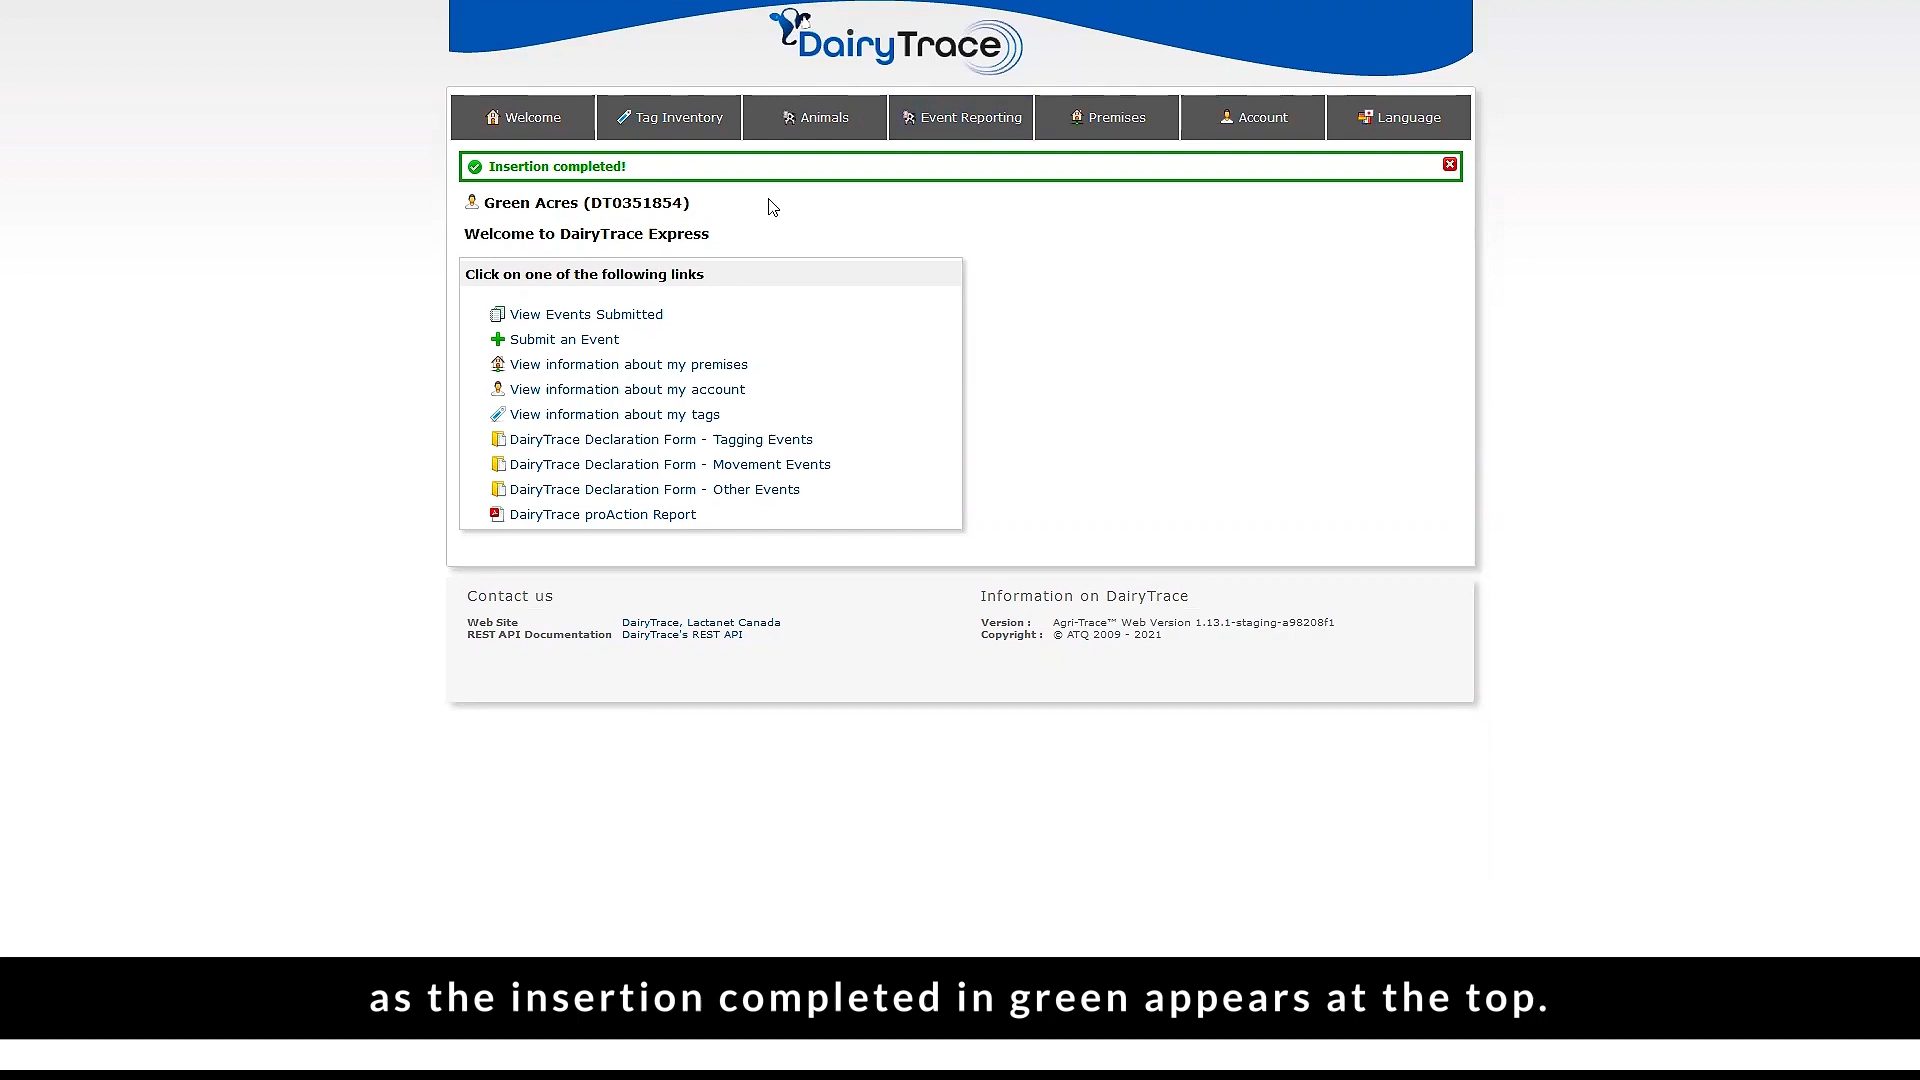 DairyTrace
Welcome
Tag Inventory
Animals
Event Reporting
Premises
Account
Language
Insertion completed!
Green Acres (DT0351854)
Welcome to DairyTrace Express
Click on one of the following links
View Events Submitted
Submit an Event
View information about my premises
View information about my account
View information about my tags
DairyTrace Declaration Form - Tagging Events
DairyTrace Declaration Form - Movement Events
DairyTrace Declaration Form - Other Events
DairyTrace proAction Report
Contact us
Web Site DairyTrace, Lactanet Canada
REST API Documentation DairyTrace's REST API
Information on DairyTrace
Version : Agri-Trace™ Web Version 1.13.1-staging-a98208f1
Copyright : © ATQ 2009 - 2021
as the insertion completed in green appears at the top.